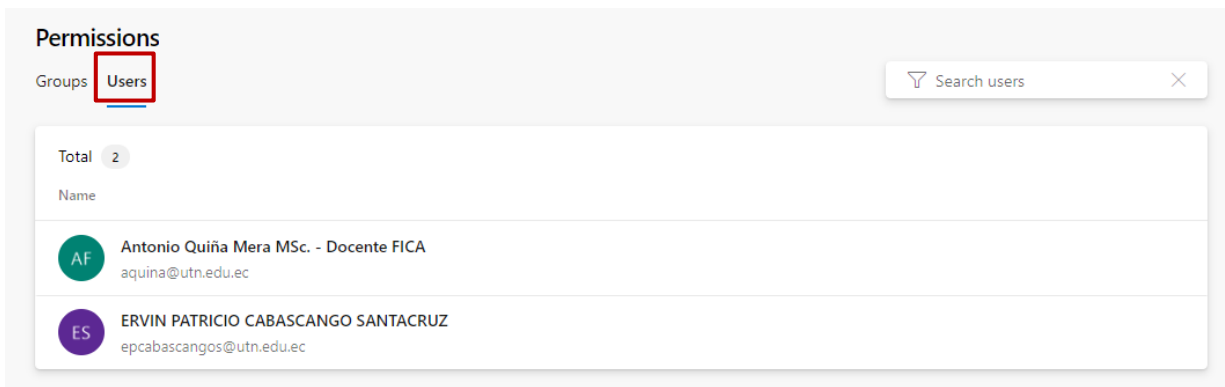 Permissions
Groups Users
Search users
Total 2
Name
AF
Antonio Quiña Mera MSc. - Docente FICA
aquina@utn.edu.ec
ES
ERVIN PATRICIO CABASCANGO SANTACRUZ
epcabascangos@utn.edu.ec